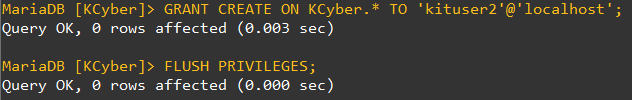 MariaDB [KCyber]> GRANT CREATE ON KCyber.* TO 'kituser2'@'localhost';
Query OK, 0 rows affected (0.003 sec)
MariaDB [KCyber]> FLUSH PRIVILEGES;
Query OK, 0 rows affected (0.000 sec)